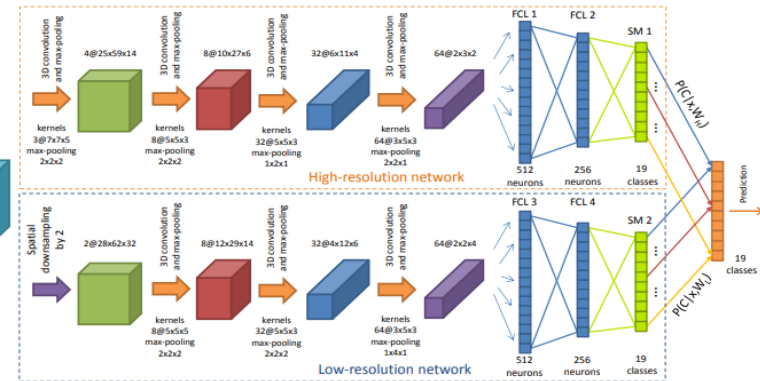 3D convolution
and max-pooling
4@25x59x14
3D convolution
and max-pooling
8@10x27x6
3D convolution
and max-pooling
32@6x11x4
3D convolution
and max-pooling
64@2x3x2
FCL 1
FCL 2
SM 1
kernels
3@7x7x5
max-pooling
2x2x2
kernels
8@5x5x3
max-pooling
2x2x2
kernels
32@5x5x3
max-pooling
1x2x1
kernels
64@3x5x3
max-pooling
2x2x1
...
...
P(C|x,W_H)
High-resolution network
512
neurons
256
neurons
19
classes
Prediction
Spatial
downsampling
by 2
2@28x62x32
3D convolution
and max-pooling
8@12x29x14
3D convolution
and max-pooling
32@4x12x6
3D convolution
and max-pooling
64@2x2x4
FCL 3
FCL 4
SM 2
kernels
8@5x5x5
max-pooling
2x2x2
kernels
32@5x5x3
max-pooling
2x2x2
kernels
64@3x5x3
max-pooling
1x4x1
...
...
P(C|x,W_L)
19
classes
Low-resolution network
512
neurons
256
neurons
19
classes